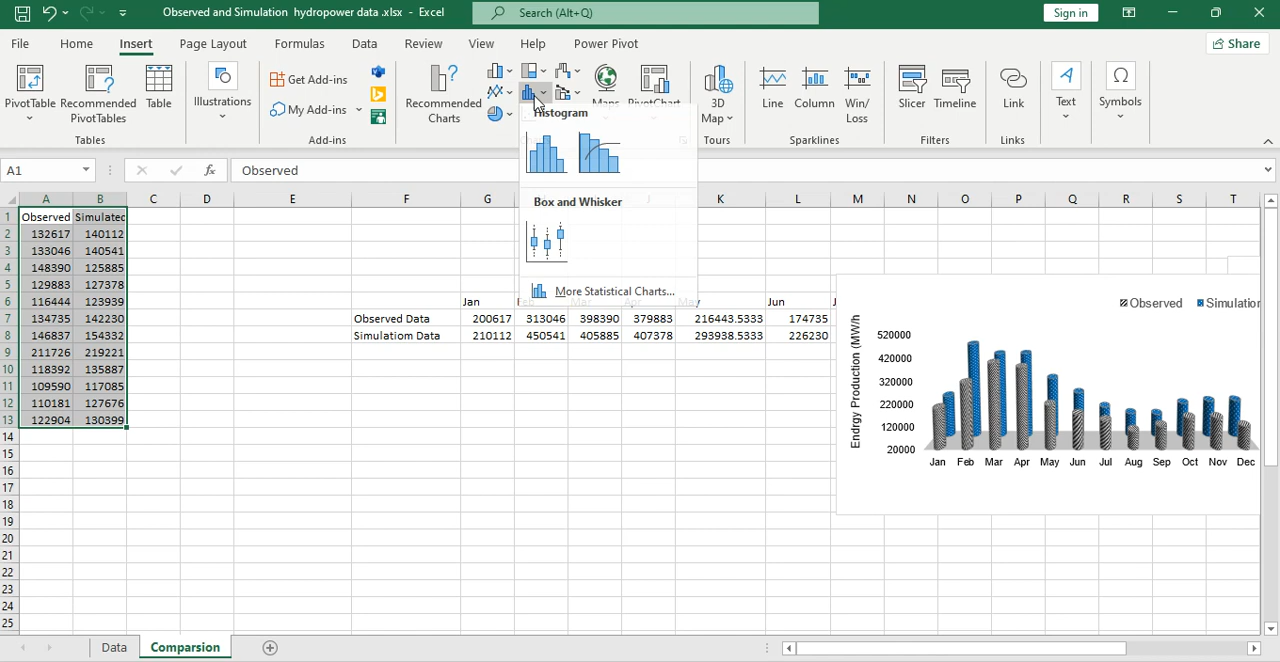 Observed and Simulation  hydropower data .xlsx  -  Excel
Search (Alt+Q)
Sign in
File Home Insert Page Layout Formulas Data Review View Help Power Pivot
Share
PivotTable
Recommended PivotTables
Table
Tables
Illustrations
Get Add-ins
My Add-ins
Add-ins
Recommended Charts
Maps
PivotChart
3D Map
Tours
Line
Column
Win/ Loss
Sparklines
Slicer
Timeline
Filters
Link
Links
Text
Symbols
Histogram
Box and Whisker
More Statistical Charts...
A1
fx
Observed
A B C D E F G K L M N O P Q R S T
1 Observed Simulated
2 132617 140112
3 133046 140541
4 148390 125885
5 129883 127378
6 116444 123939 Jan Feb Mar Apr May Jun
7 134735 142230 Observed Data 200617 313046 398390 379883 216443.5333 174735
8 146837 154332 Simulatiom Data 210112 450541 405885 407378 293938.5333 226230
9 211726 219221
10 118392 135887
11 109590 117085
12 110181 127676
13 122904 130399
14
15
16
17
18
19
20
21
22
23
24
25
Observed Simulation
Endrgy Production (MW/h
520000
420000
320000
220000
120000
20000
Jan Feb Mar Apr May Jun Jul Aug Sep Oct Nov Dec
Data Comparsion